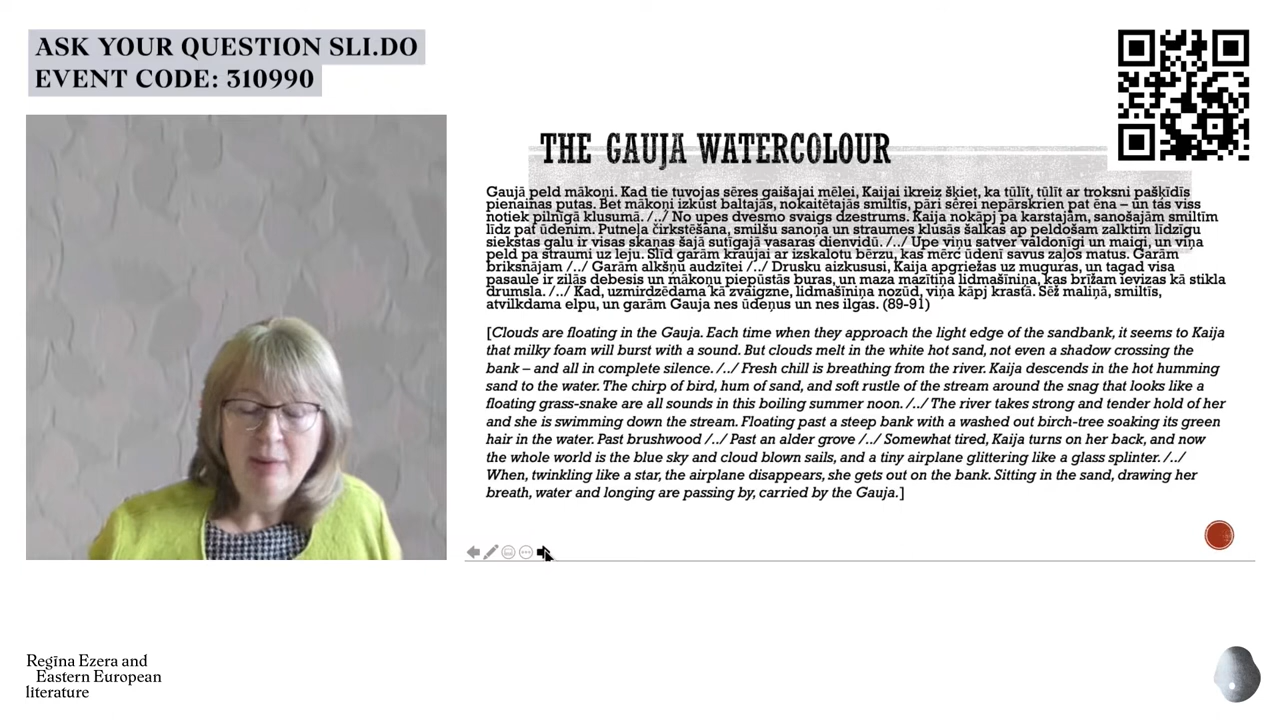 ASK YOUR QUESTION SLI.DO
EVENT CODE: 310990
THE GAUJA WATERCOLOUR
Gaujā peld mākoņi. Kad tie tuvojas sēres gaišajai mēlei, Kaijai ikreiz šķiet, ka tūlīt, tūlīt ar troksni pašķīdīs
pienainas putas. Bet mākoņi izkūst baltajās, nokaitētajās smiltīs, pāri sērei nepārskrien pat ēna – un tas viss
notiek pilnīgā klusumā. /../ No upes dvesmo svaigs dzestrums. Kaija nokāpj pa karstajām, sanošajām smiltīm
līdz pat ūdenim. Putneļa čirkstēšana, smilšu sanoņa un straumes klusās šalkas ap peldošam zalktim līdzīgu
siekstas galu ir visas skaņas šajā sutīgajā vasaras dienvidū. /../ Upe viņu satver valdonīgi un maigi, un viņa
peld pa straumi uz leju. Slīd garām kraujai ar izskalotu bērzu, kas mērc ūdenī savus zaļos matus. Garām
briksnājam /../ Garām alkšņu audzītei /../ Drusku aizkususi, Kaija apgriežas uz muguras, un tagad visa
pasaule ir zilās debesis un mākoņu piepūstās buras, un maza mazītiņa lidmašīniņa, kas brīžam ievizas kā stikla
drumsla. /../ Kad, uzmirdzēdama kā zvaigzne, lidmašīniņa nozūd, viņa kāpj krastā. Sēž maliņā, smiltīs,
atvilkdama elpu, un garām Gauja nes ūdeņus un nes ilgas. (89-91)
[Clouds are floating in the Gauja. Each time when they approach the light edge of the sandbank, it seems to Kaija
that milky foam will burst with a sound. But clouds melt in the white hot sand, not even a shadow crossing the
bank – and all in complete silence. /../ Fresh chill is breathing from the river. Kaija descends in the hot humming
sand to the water. The chirp of bird, hum of sand, and soft rustle of the stream around the snag that looks like a
floating grass-snake are all sounds in this boiling summer noon. /../ The river takes strong and tender hold of her
and she is swimming down the stream. Floating past a steep bank with a washed out birch-tree soaking its green
hair in the water. Past brushwood /../ Past an alder grove /../ Somewhat tired, Kaija turns on her back, and now
the whole world is the blue sky and cloud blown sails, and a tiny airplane glittering like a glass splinter. /../
When, twinkling like a star, the airplane disappears, she gets out on the bank. Sitting in the sand, drawing her
breath, water and longing are passing by, carried by the Gauja.]
Regīna Ezera and
Eastern European
literature